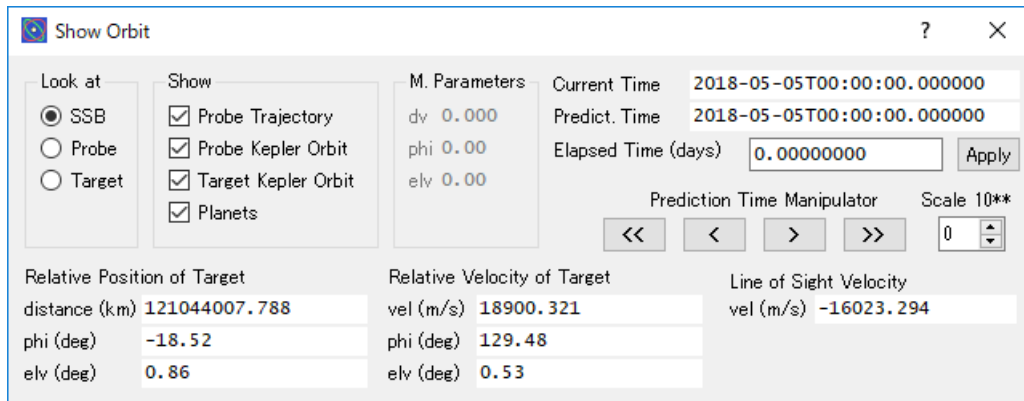 Show Orbit ? ×
Look at Show M. Parameters Current Time 2018-05-05T00:00:00.000000
SSB Probe Trajectory dv 0.000 Predict. Time 2018-05-05T00:00:00.000000
Probe Probe Kepler Orbit phi 0.00 Elapsed Time (days) 0.00000000 Apply
Target Target Kepler Orbit elv 0.00
Planets Prediction Time Manipulator Scale 10**
<< < > >> 0
Relative Position of Target Relative Velocity of Target Line of Sight Velocity
distance (km) 121044007.788 vel (m/s) 18900.321 vel (m/s) -16023.294
phi (deg) -18.52 phi (deg) 129.48
elv (deg) 0.86 elv (deg) 0.53